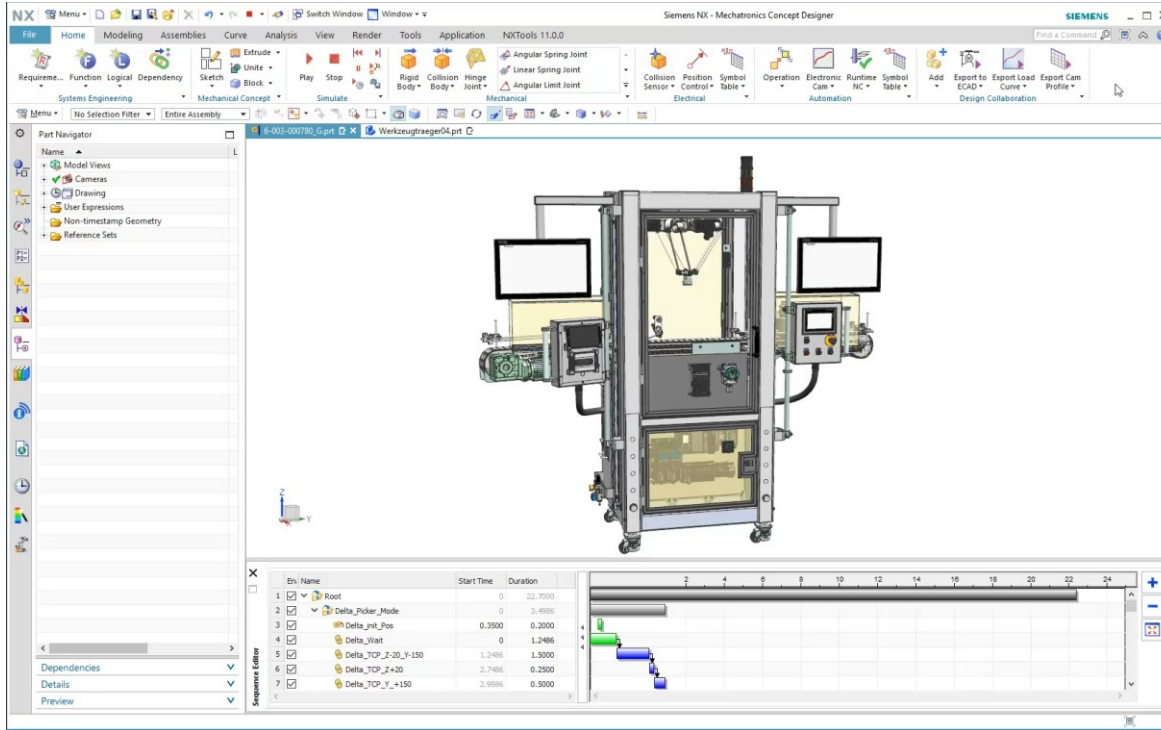 NX Menu Switch Window Window Siemens NX - Mechatronics Concept Designer SIEMENS
File Home Modeling Assemblies Curve Analysis View Render Tools Application NXTools 11.0.0 Find a Command
Extrude Angular Spring Joint
Unite Linear Spring Joint
Block Angular Limit Joint
Requireme... Function Logical Dependency Sketch Play Stop Rigid Body Collision Body Hinge Joint Collision Sensor Position Control Symbol Table Operation Electronic Cam Runtime NC Symbol Table Add Export to ECAD Export Load Curve Export Cam Profile
Systems Engineering Mechanical Concept Simulate Mechanical Electrical Automation Design Collaboration
Menu No Selection Filter Entire Assembly
Part Navigator 6-003-000780_G.prt Werkzeugtraeger04.prt
Name L
Model Views
Cameras
Drawing
User Expressions
Non-timestamp Geometry
Reference Sets
P1=
P2=
Z
Y
X
Dependencies
Details
Preview
Sequence Editor
En Name Start Time Duration 2 4 6 8 10 12 14 16 18 20 22 24
1 Root 0 22.7000
2 Delta_Picker_Mode 0 3.4986
3 Delta_init_Pos 0.3500 0.2000
4 Delta_Wait 0 1.2486
5 Delta_TCP_Z-20_Y-150 1.2486 1.5000
6 Delta_TCP_Z+20 2.7486 0.2500
7 Delta_TCP_Y_+150 2.9986 0.5000